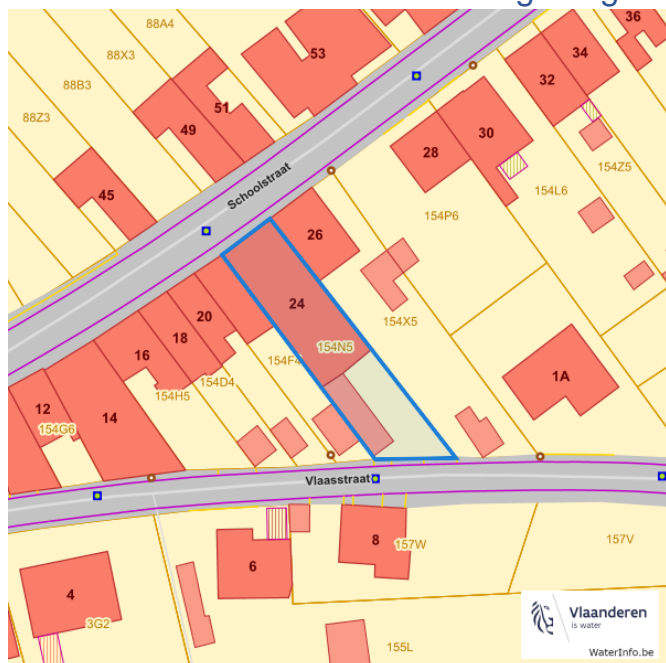 88A4
53
36
88X3
34
88B3
32
51
49
30
88Z3
28
154Z5
45
Schoolstraat
154L6
154P6
26
24
20
154X5
18
16
154N5
154F4
1A
154D4
12
154H5
14
154G6
Vlaasstraat
8
157W
157V
6
4
3G2
155L
Vlaanderen
is water
WaterInfo.be